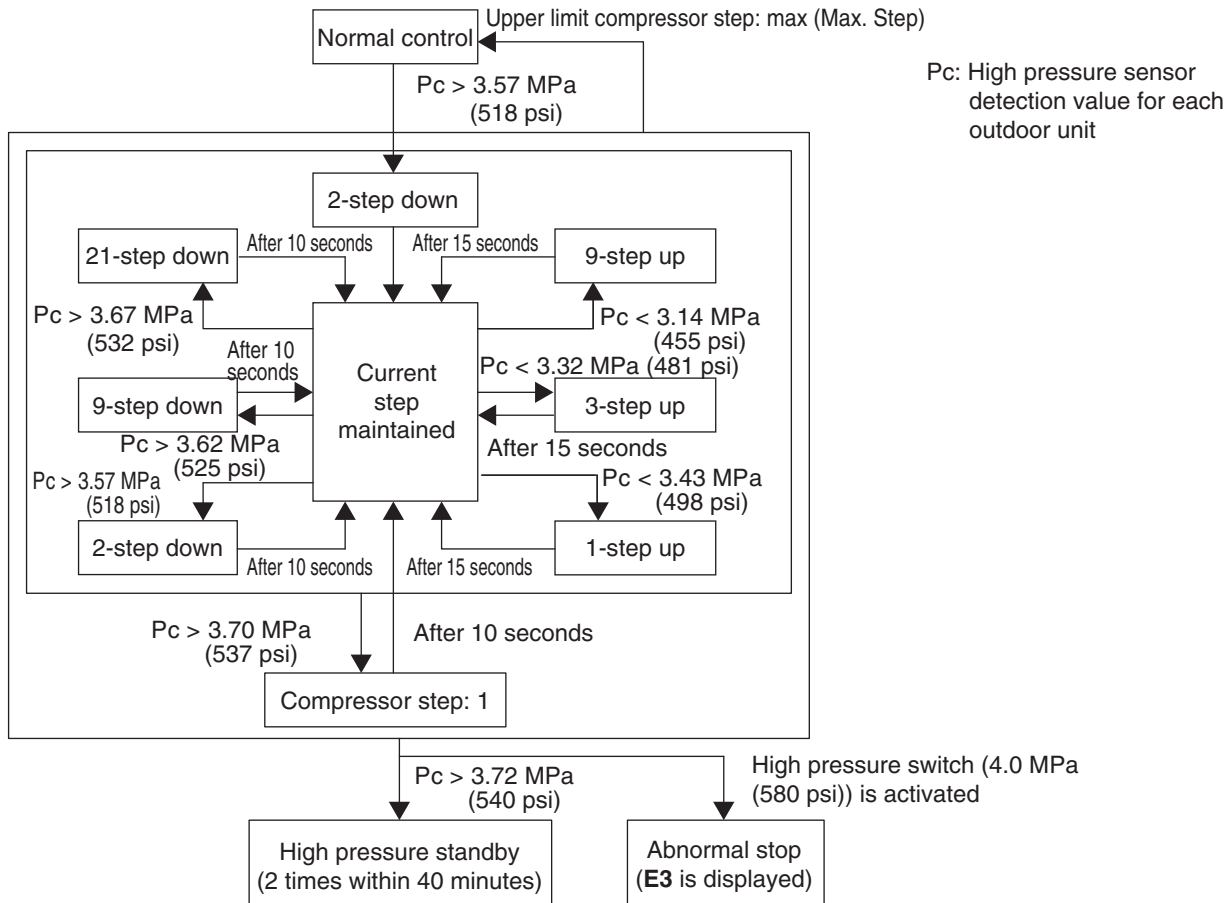 Upper limit compressor step: max (Max. Step)
Normal control
Pc > 3.57 MPa
(518 psi)
Pc: High pressure sensor
detection value for each
outdoor unit
2-step down
21-step down
After 10 seconds
After 15 seconds
9-step up
Pc > 3.67 MPa
(532 psi)
Pc < 3.14 MPa
(455 psi)
After 10
seconds
Current
step
maintained
Pc < 3.32 MPa (481 psi)
9-step down
3-step up
Pc > 3.62 MPa
(525 psi)
After 15 seconds
Pc > 3.57 MPa
(518 psi)
Pc < 3.43 MPa
(498 psi)
2-step down
After 10 seconds
After 15 seconds
1-step up
Pc > 3.70 MPa
(537 psi)
After 10 seconds
Compressor step: 1
Pc > 3.72 MPa
(540 psi)
High pressure switch (4.0 MPa
(580 psi)) is activated
High pressure standby
(2 times within 40 minutes)
Abnormal stop
(E3 is displayed)